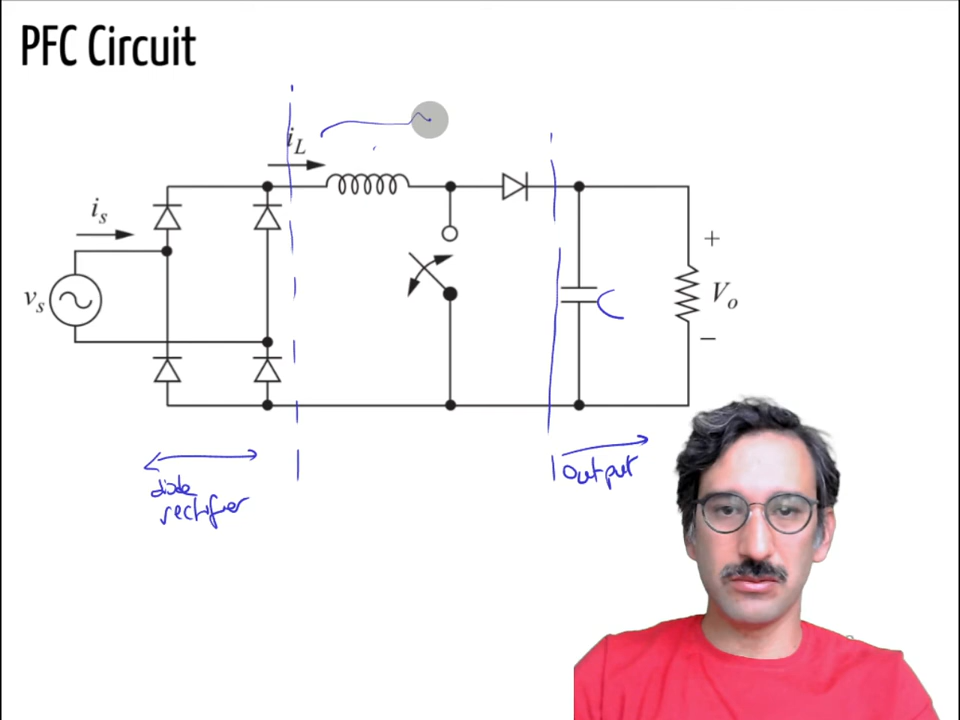 PFC Circuit
i_L
i_s
v_s
+
V_o
−
C
diode
rectifier
output